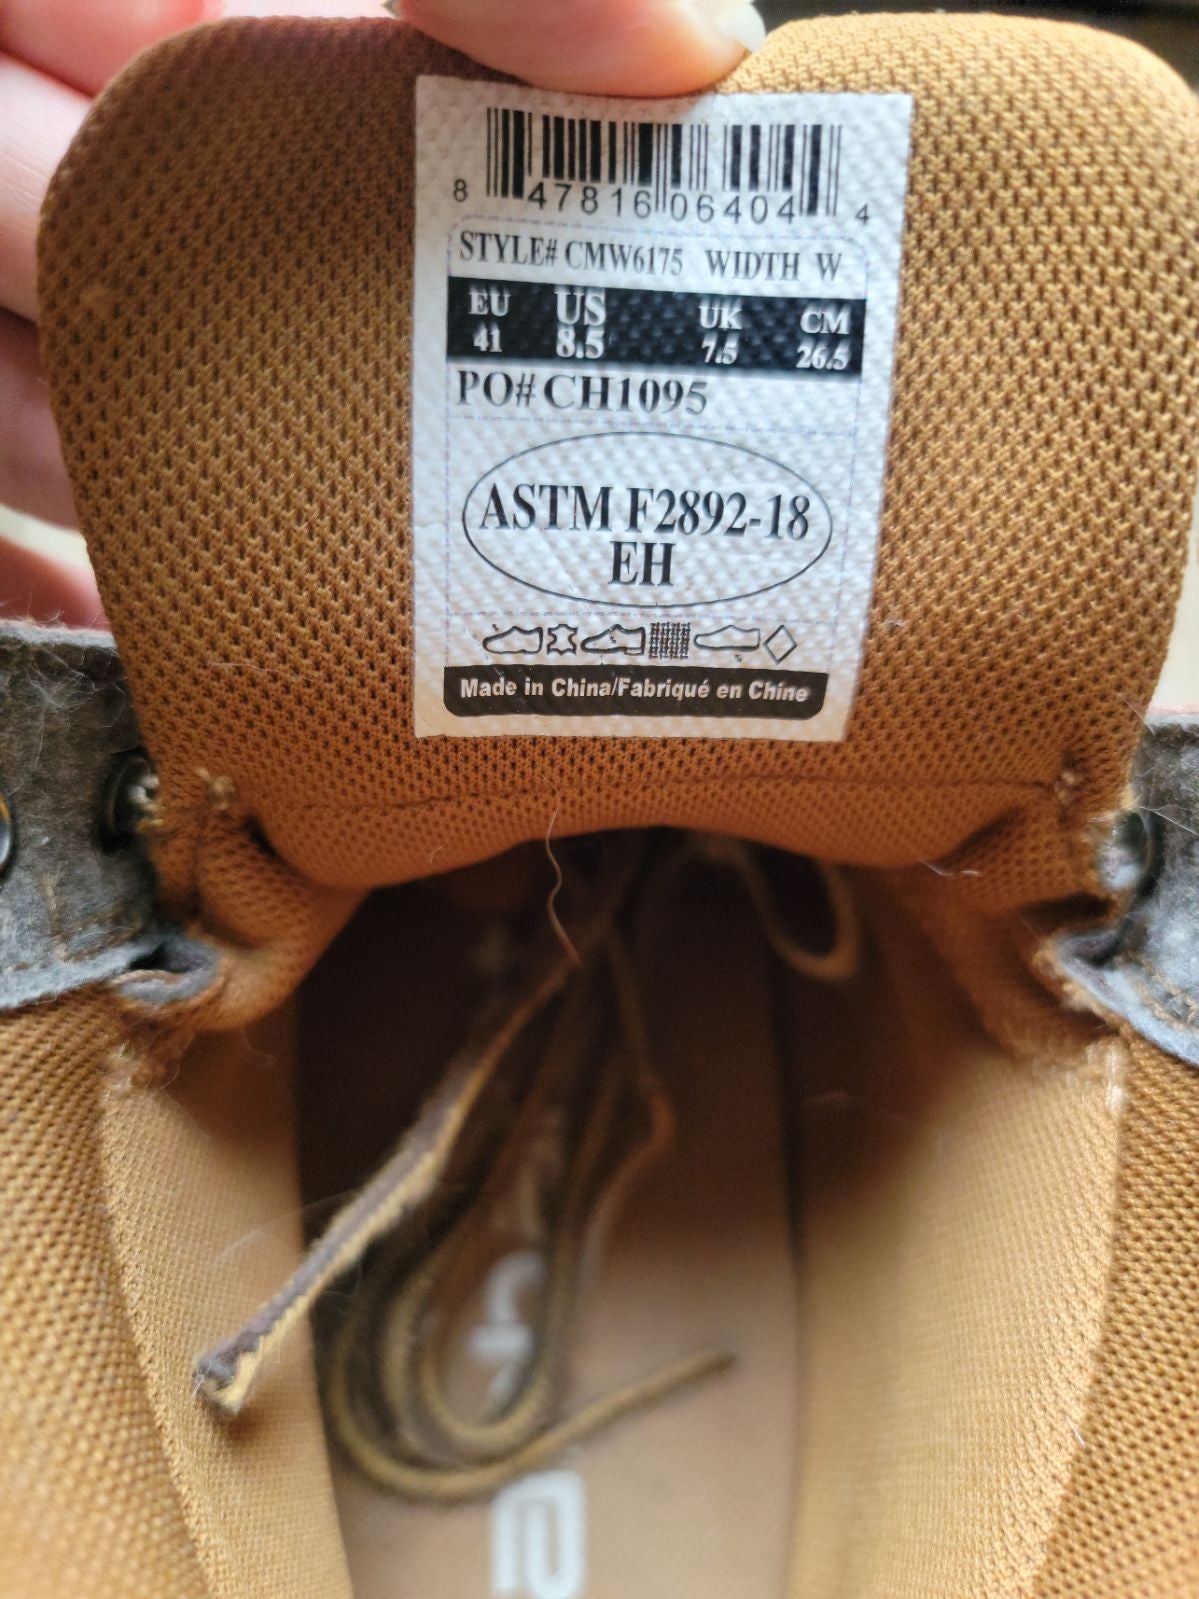 8 47816 06404 4
STYLE# CMW6175 WIDTH W
EU US UK CM
41 8.5 7.5 26.5
PO# CH1095
ASTM F2892-18
EH
Made in China/Fabriqué en Chine